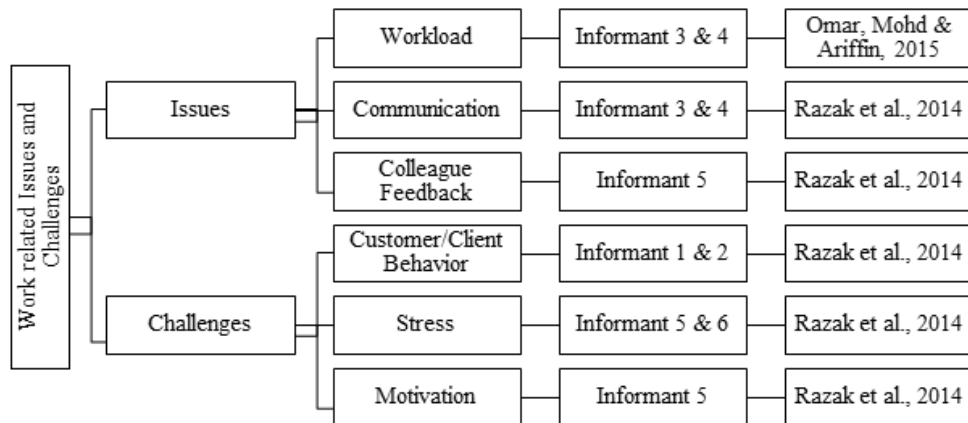 Work related Issues and
Challenges
Issues
Workload
Informant 3 & 4
Omar, Mohd &
Ariffin, 2015
Communication
Informant 3 & 4
Razak et al., 2014
Colleague
Feedback
Informant 5
Razak et al., 2014
Challenges
Customer/Client
Behavior
Informant 1 & 2
Razak et al., 2014
Stress
Informant 5 & 6
Razak et al., 2014
Motivation
Informant 5
Razak et al., 2014